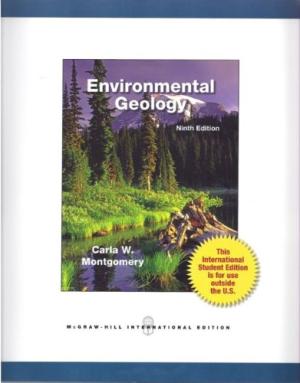 Environmental
Geology
Ninth Edition
Carla W.
Montgomery
This
International
Student Edition
is for use
outside
the U.S.
McGRAW-HILL INTERNATIONAL EDITION